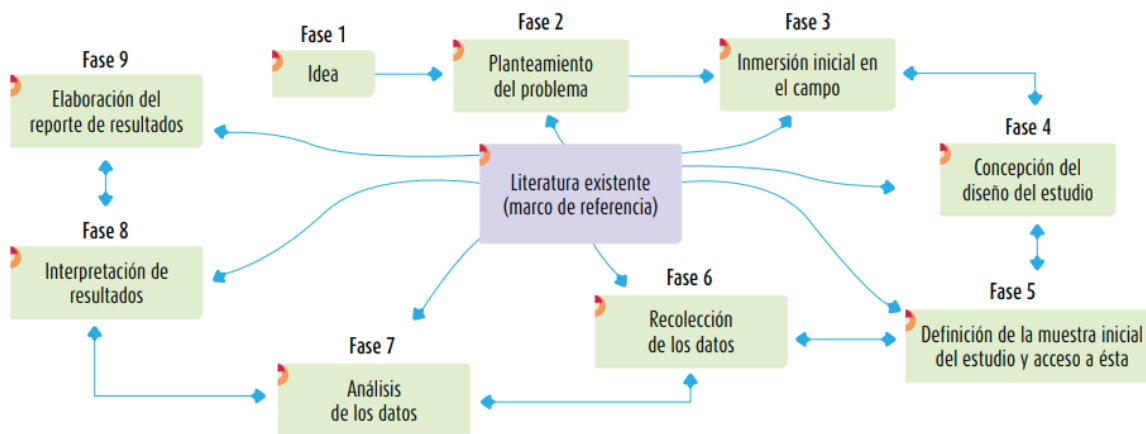 Fase 1
Idea
Fase 2
Planteamiento
del problema
Fase 3
Inmersión inicial en
el campo
Fase 4
Concepción del
diseño del estudio
Fase 5
Definición de la muestra inicial
del estudio y acceso a ésta
Fase 6
Recolección
de los datos
Fase 7
Análisis
de los datos
Fase 8
Interpretación de
resultados
Fase 9
Elaboración del
reporte de resultados
Literatura existente
(marco de referencia)